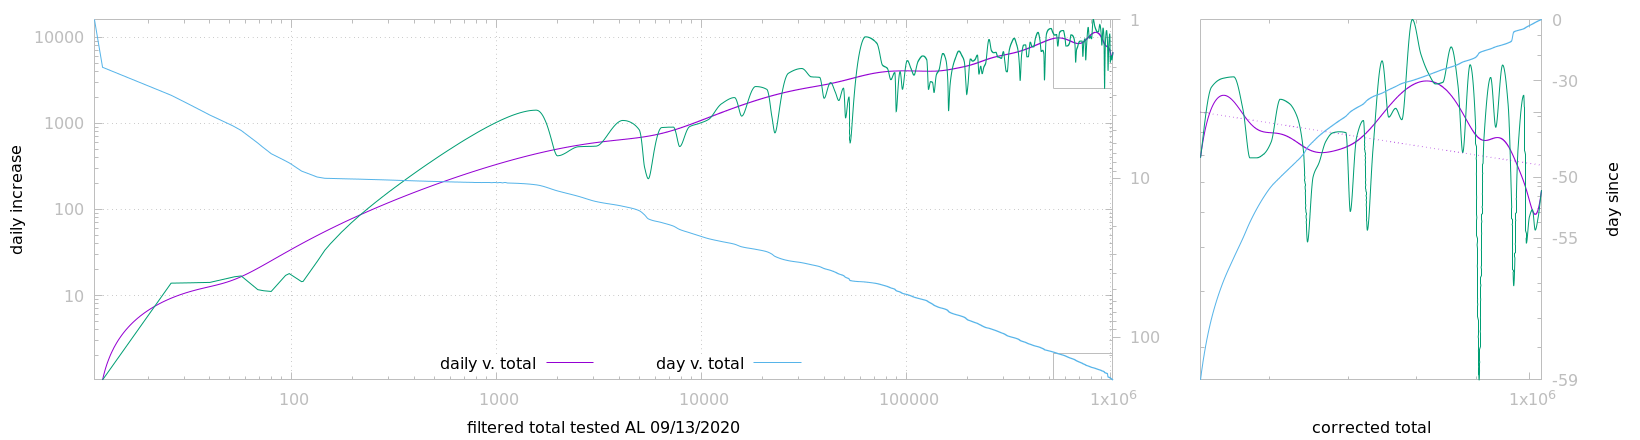 10000
1000
100
10
daily increase
daily v. total
day v. total
100
1000
10000
100000
1x10^6
filtered total tested AL 09/13/2020
1
10
100
0
-30
-50
-55
-59
day since
1x10^6
corrected total